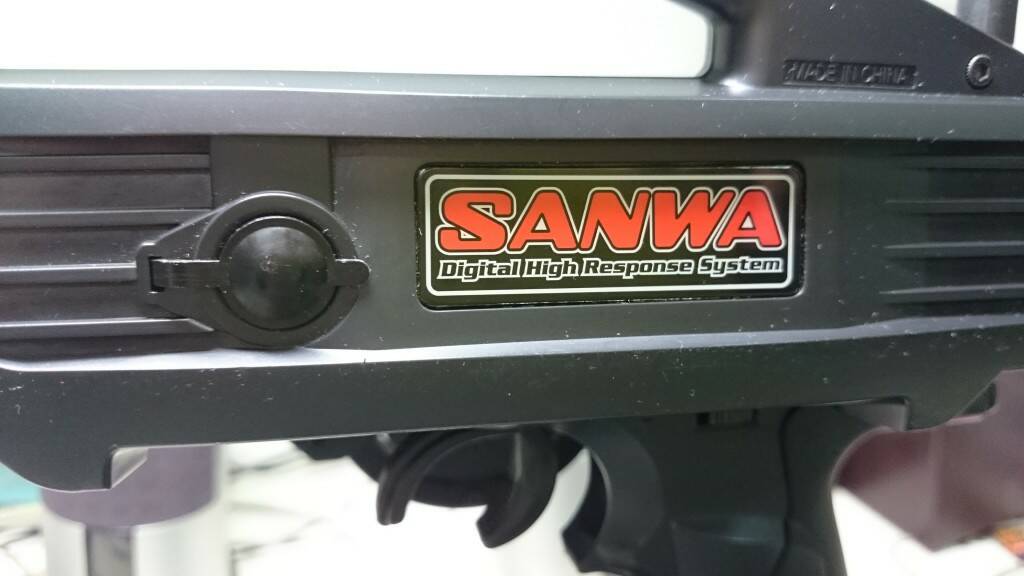 MADE IN CHINA
SANWA
Digital High Response System